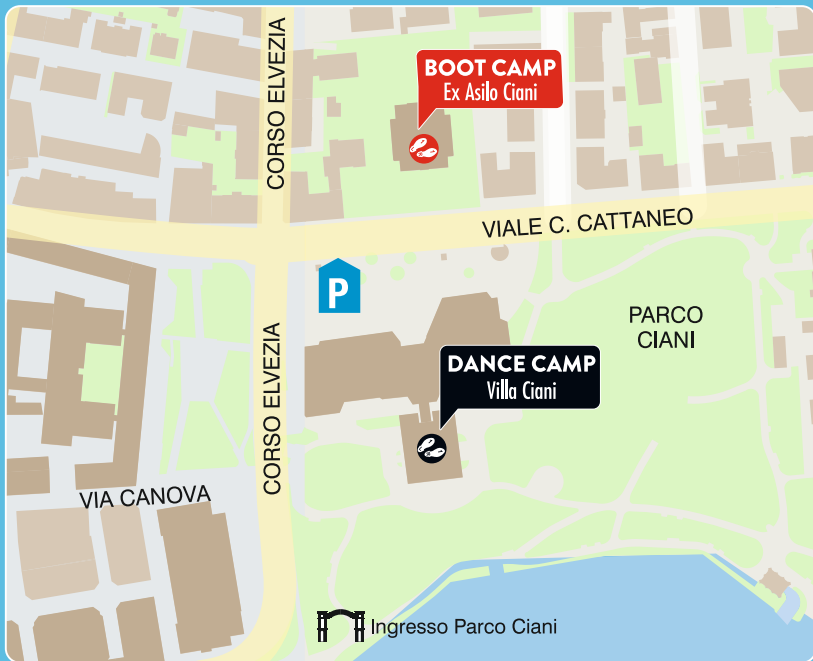 CORSO ELVEZIA
BOOT CAMP
Ex Asilo Ciani
VIALE C. CATTANEO
P
PARCO
CIANI
DANCE CAMP
Villa Ciani
CORSO ELVEZIA
VIA CANOVA
Ingresso Parco Ciani